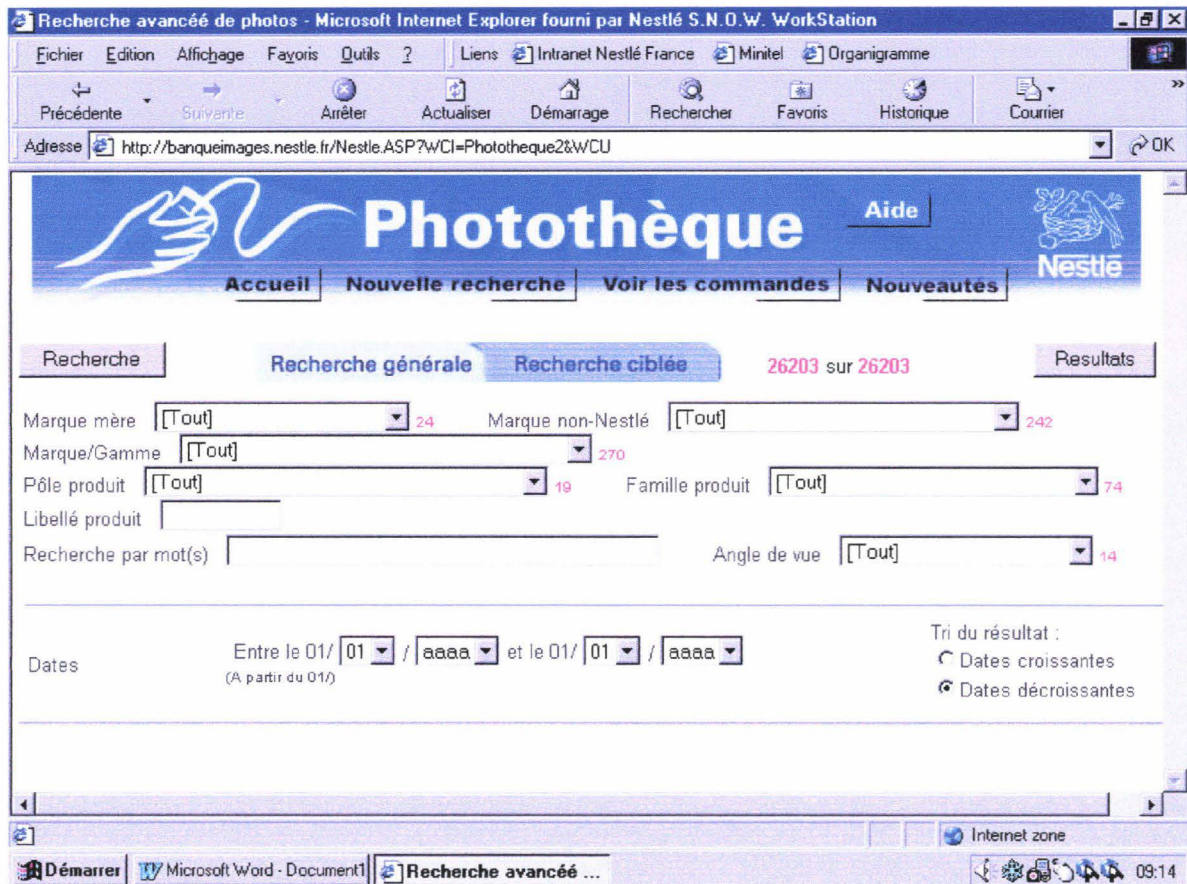 Recherche avancéé de photos - Microsoft Internet Explorer fourni par Nestlé S.N.O.W. WorkStation
Fichier Edition Affichage Favoris Outils ? Liens Intranet Nestlé France Minitel Organigramme
Précédente Suivante Arrêter Actualiser Démarrage Rechercher Favoris Historique Courrier »
Adresse http://banqueimages.nestle.fr/Nestle.ASP?WCI=Phototheque2&WCU OK
Photothèque Aide
Nestlé
Accueil Nouvelle recherche Voir les commandes Nouveautés
Recherche Recherche générale Recherche ciblée 26203 sur 26203 Resultats
Marque mère [Tout] 24 Marque non-Nestlé [Tout] 242
Marque/Gamme [Tout] 270
Pôle produit [Tout] 19 Famille produit [Tout] 74
Libellé produit
Recherche par mot(s) Angle de vue [Tout] 14
Tri du résultat :
Dates Entre le 01/ 01 / aaaa et le 01/ 01 / aaaa
(A partir du 01/)
Dates croissantes
Dates décroissantes
Internet zone
Démarrer Microsoft Word - Document1 Recherche avancéé ... 09:14